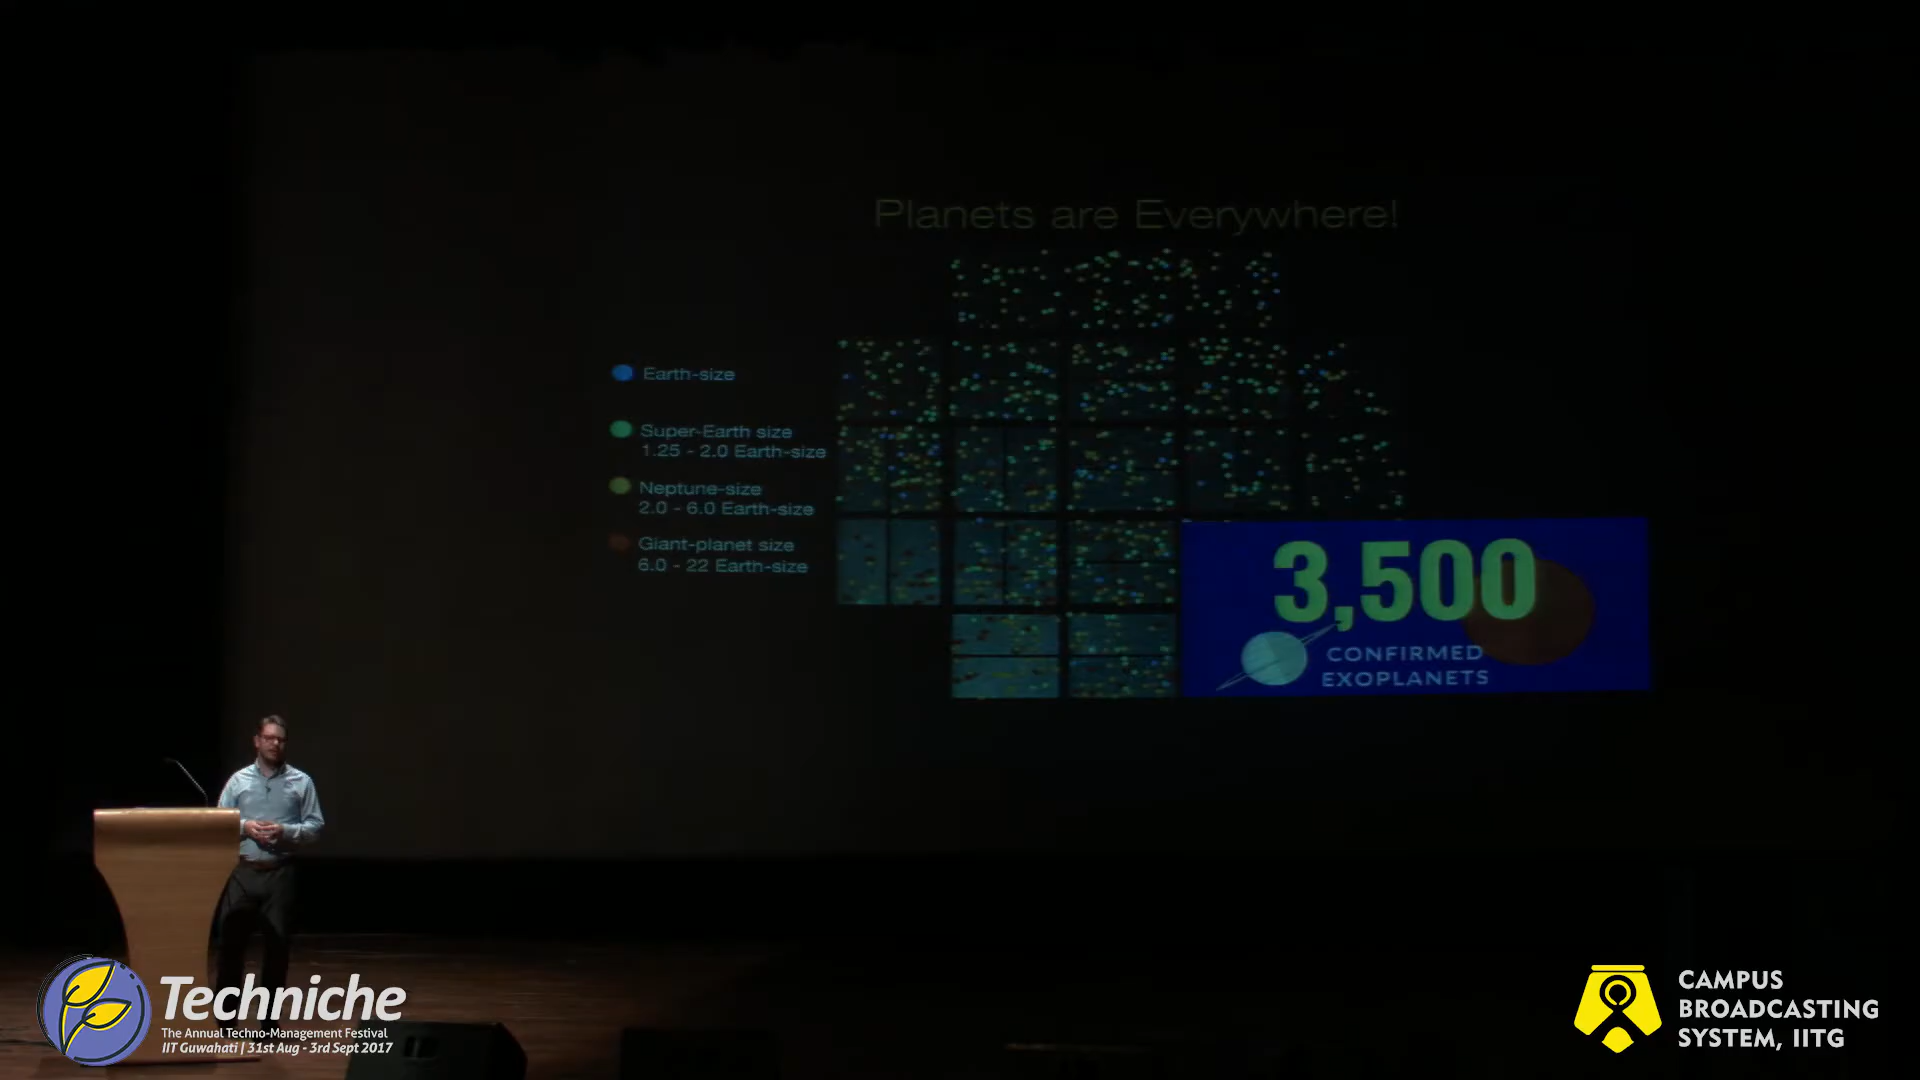 Planets are Everywhere!
Earth-size
Super-Earth size
1.25 - 2.0 Earth-size
Neptune-size
2.0 - 6.0 Earth-size
Giant-planet size
6.0 - 22 Earth-size
3,500
CONFIRMED
EXOPLANETS
Techniche
The Annual Techno-Management Festival
IIT Guwahati | 31st Aug - 3rd Sept 2017
CAMPUS
BROADCASTING
SYSTEM, IITG